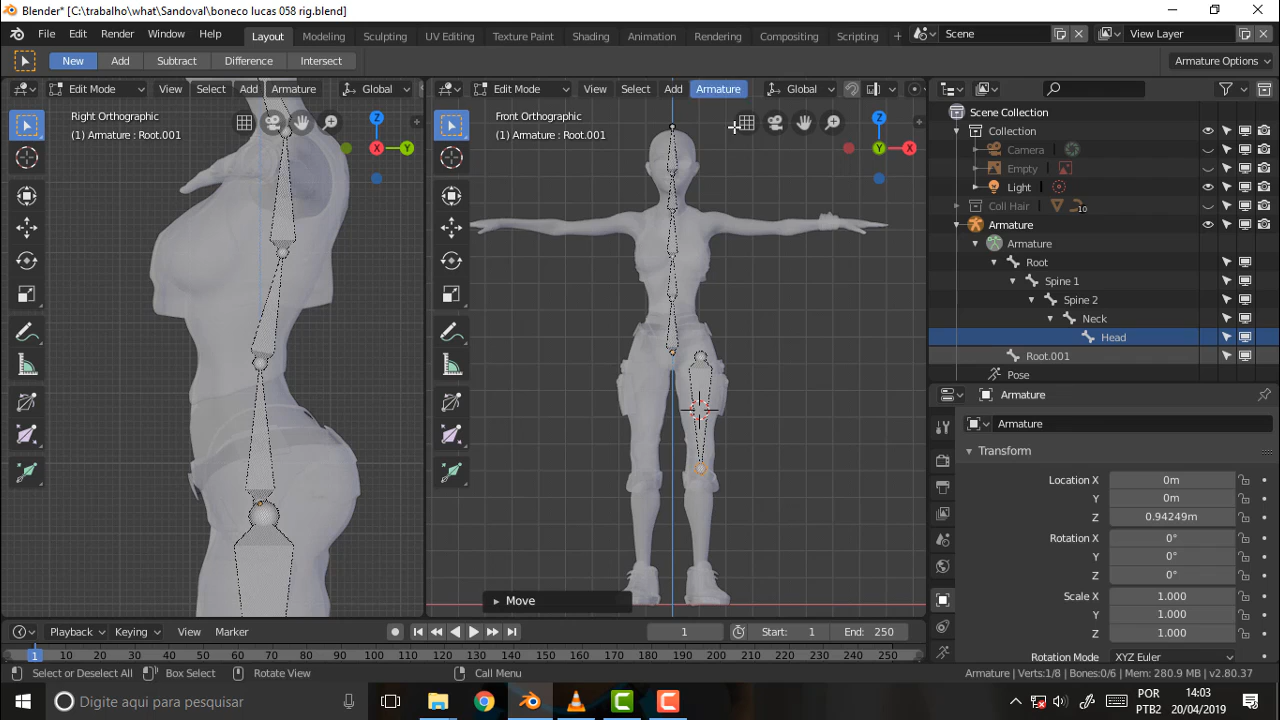 Blender* [C:\trabalho\what\Sandoval\boneco lucas 058 rig.blend]
File Edit Render Window Help Layout Modeling Sculpting UV Editing Texture Paint Shading Animation Rendering Compositing Scripting + Scene View Layer
New Add Subtract Difference Intersect Armature Options
Edit Mode View Select Add Armature Global Edit Mode View Select Add Armature Global
Right Orthographic
(1) Armature : Root.001
Front Orthographic
(1) Armature : Root.001
Z
X
Y
Z
Y
X
Move
Scene Collection
Collection
Camera
Empty
Light
Coll Hair 10
Armature
Armature
Root
Spine 1
Spine 2
Neck
Head
Root.001
Pose
Armature
Armature
Transform
Location X 0m
Y 0m
Z 0.94249m
Rotation X 0°
Y 0°
Z 0°
Scale X 1.000
Y 1.000
Z 1.000
Rotation Mode XYZ Euler
Playback Keying View Marker 1 Start: 1 End: 250
1 10 20 30 40 50 60 70 80 90 100 110 120 130 140 150 160 170 180 190 200 210 220 230 240 250
Select or Deselect All Box Select Rotate View Call Menu Armature | Verts:1/8 | Bones:0/6 | Mem: 280.9 MB | v2.80.37
Digite aqui para pesquisar
POR
PTB2
14:03
20/04/2019